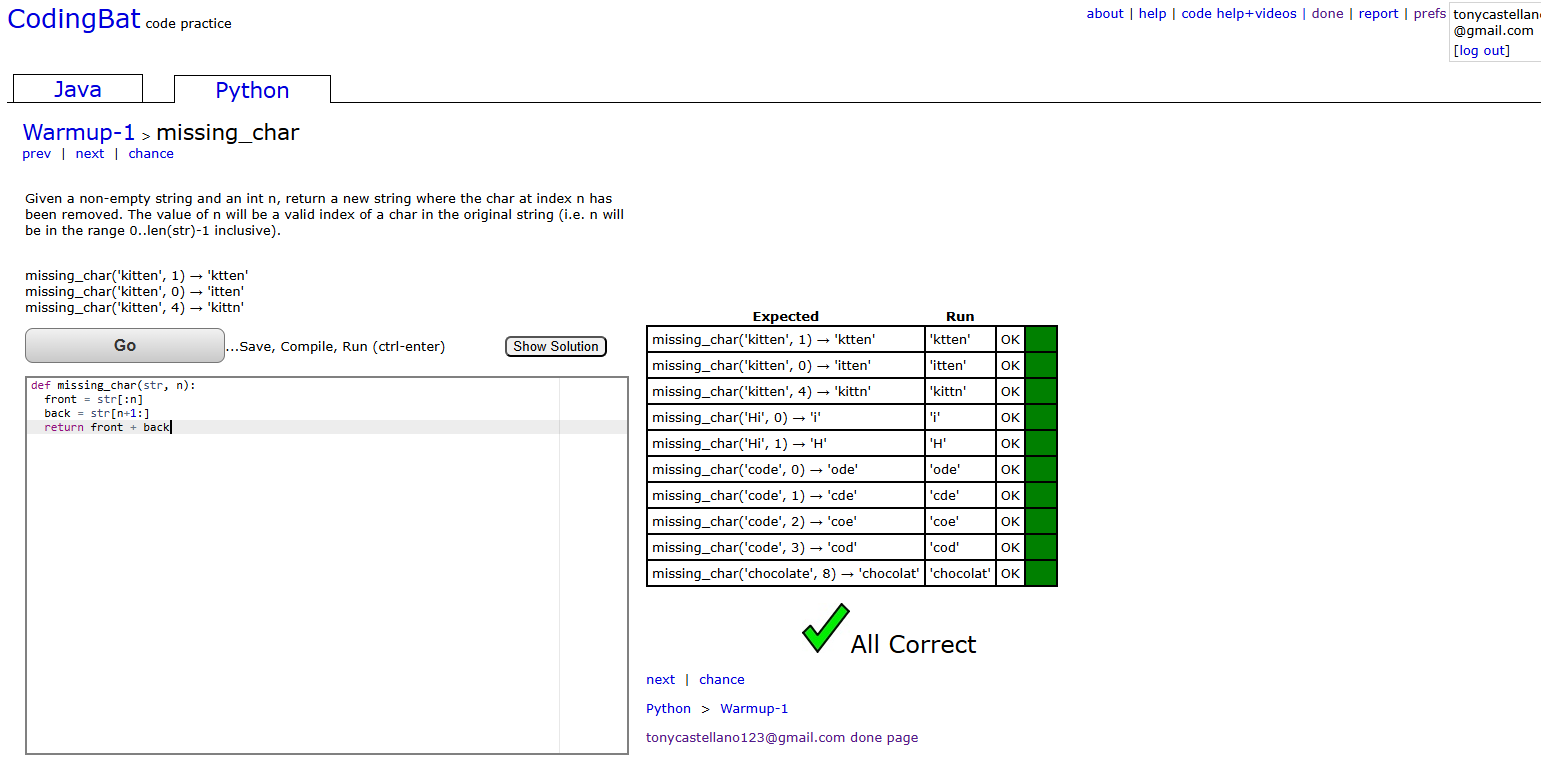 CodingBat code practice
about | help | code help+videos | done | report | prefs
tonycastellano
@gmail.com
[log out]
Java
Python
Warmup-1 > missing_char
prev | next | chance
Given a non-empty string and an int n, return a new string where the char at index n has
been removed. The value of n will be a valid index of a char in the original string (i.e. n will
be in the range 0..len(str)-1 inclusive).
missing_char('kitten', 1) → 'ktten'
missing_char('kitten', 0) → 'itten'
missing_char('kitten', 4) → 'kittn'
Go
...Save, Compile, Run (ctrl-enter)
Show Solution
def missing_char(str, n):
  front = str[:n]
  back = str[n+1:]
  return front + back
Expected Run
missing_char('kitten', 1) → 'ktten' 'ktten' OK
missing_char('kitten', 0) → 'itten' 'itten' OK
missing_char('kitten', 4) → 'kittn' 'kittn' OK
missing_char('Hi', 0) → 'i' 'i' OK
missing_char('Hi', 1) → 'H' 'H' OK
missing_char('code', 0) → 'ode' 'ode' OK
missing_char('code', 1) → 'cde' 'cde' OK
missing_char('code', 2) → 'coe' 'coe' OK
missing_char('code', 3) → 'cod' 'cod' OK
missing_char('chocolate', 8) → 'chocolat' 'chocolat' OK
All Correct
next | chance
Python > Warmup-1
tonycastellano123@gmail.com done page